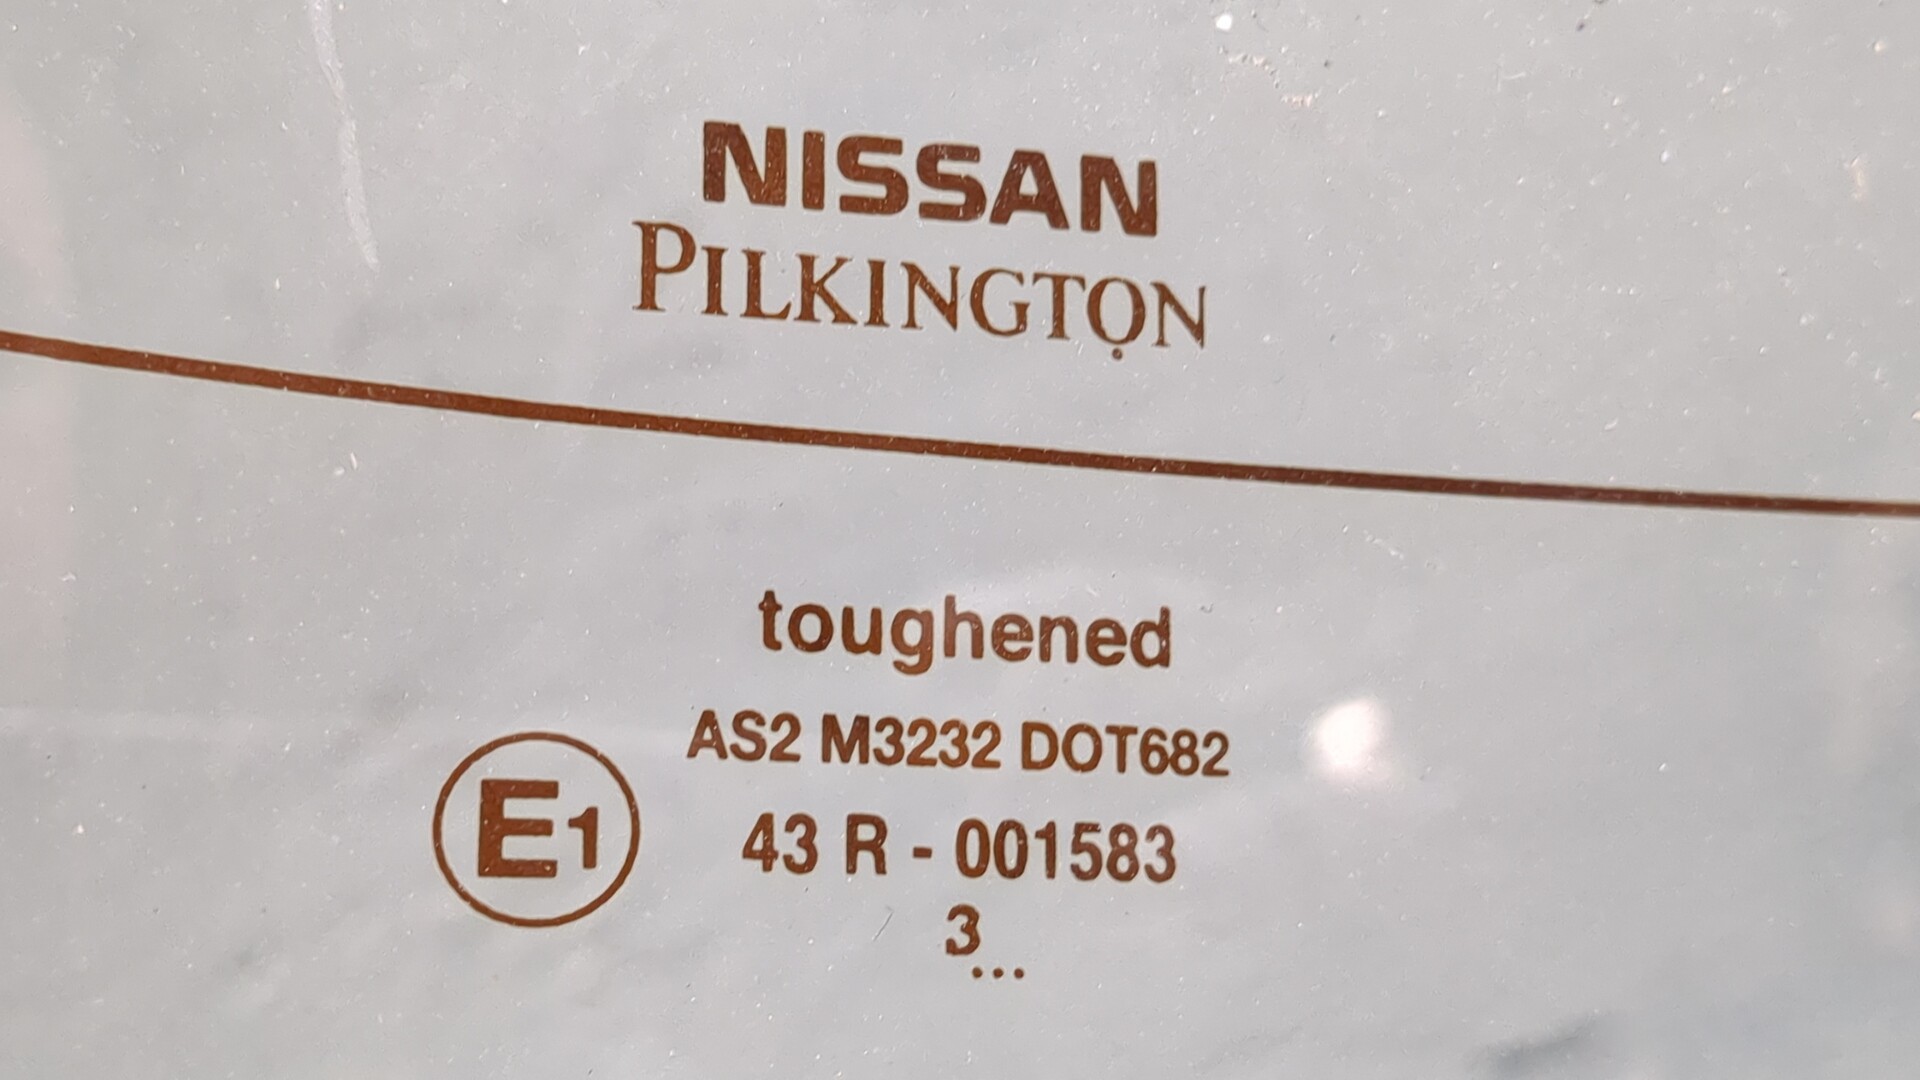 NISSAN
PILKINGTON
toughened
AS2 M3232 DOT682
E1 43 R - 001583
3...